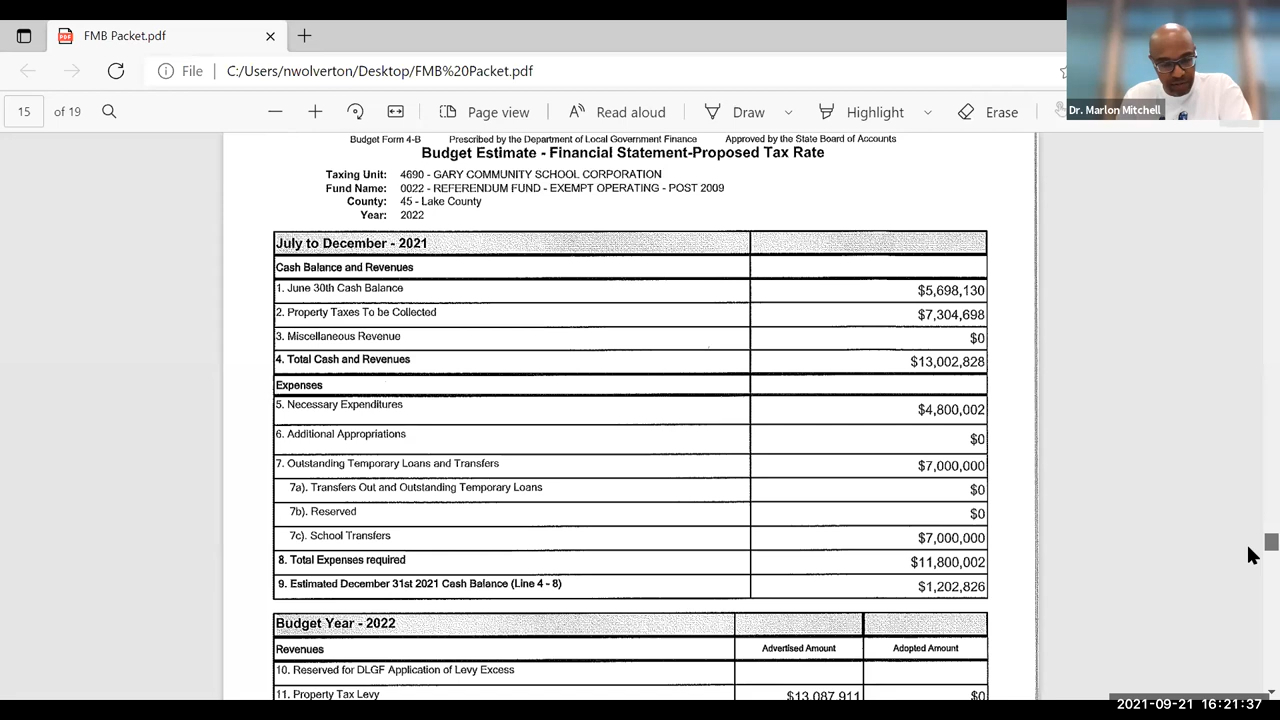 FMB Packet.pdf
File C:/Users/nwolverton/Desktop/FMB%20Packet.pdf
Dr. Marlon Mitchell
15 of 19 Page view Read aloud Draw Highlight Erase
Budget Form 4-B Prescribed by the Department of Local Government Finance Approved by the State Board of Accounts
Budget Estimate - Financial Statement-Proposed Tax Rate
Taxing Unit: 4690 - GARY COMMUNITY SCHOOL CORPORATION
Fund Name: 0022 - REFERENDUM FUND - EXEMPT OPERATING - POST 2009
County: 45 - Lake County
Year: 2022
July to December - 2021
Cash Balance and Revenues
1. June 30th Cash Balance $5,698,130
2. Property Taxes To be Collected $7,304,698
3. Miscellaneous Revenue $0
4. Total Cash and Revenues $13,002,828
Expenses
5. Necessary Expenditures $4,800,002
6. Additional Appropriations $0
7. Outstanding Temporary Loans and Transfers $7,000,000
7a). Transfers Out and Outstanding Temporary Loans $0
7b). Reserved $0
7c). School Transfers $7,000,000
8. Total Expenses required $11,800,002
9. Estimated December 31st 2021 Cash Balance (Line 4 - 8) $1,202,826
Budget Year - 2022
Revenues Advertised Amount Adopted Amount
10. Reserved for DLGF Application of Levy Excess
11. Property Tax Levy $13,087,911 $0
2021-09-21 16:21:37